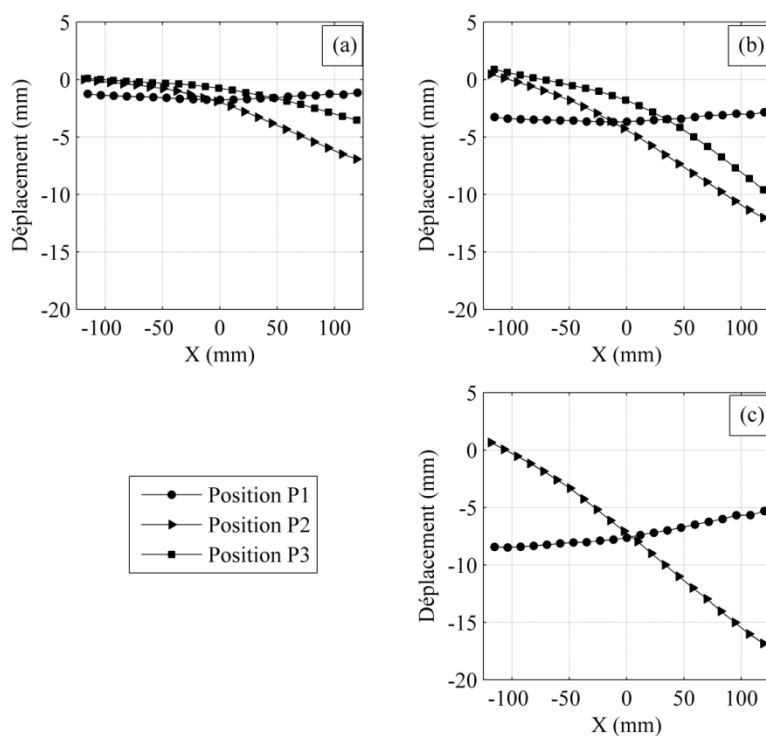 (a)
5
0
-5
-10
-15
-20
-100 -50 0 50 100
X (mm)
Déplacement (mm)
(b)
5
0
-5
-10
-15
-20
-100 -50 0 50 100
X (mm)
Déplacement (mm)
Position P1
Position P2
Position P3
(c)
5
0
-5
-10
-15
-20
-100 -50 0 50 100
X (mm)
Déplacement (mm)